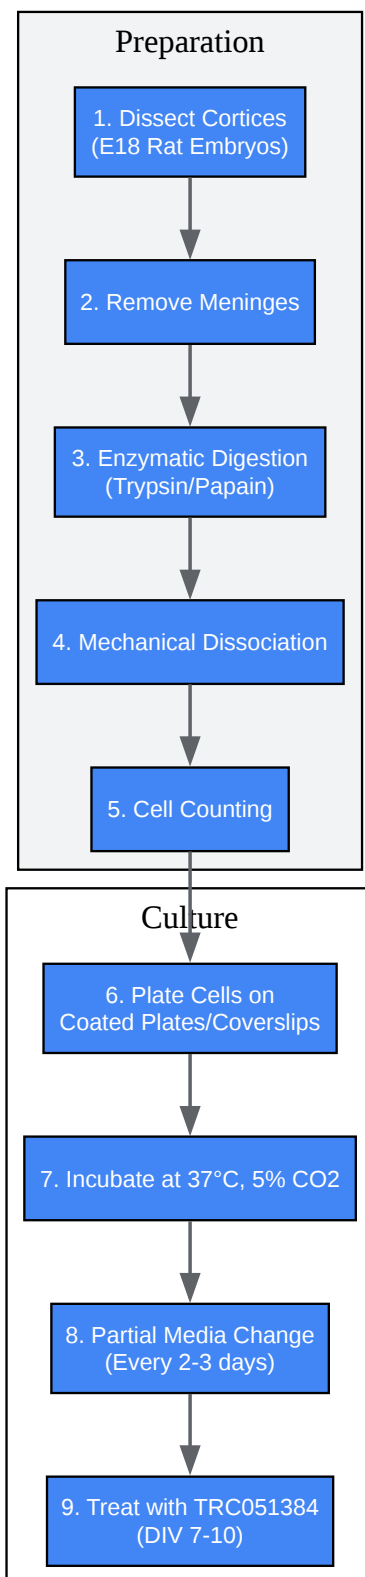 Preparation
1. Dissect Cortices
(E18 Rat Embryos)
2. Remove Meninges
3. Enzymatic Digestion
(Trypsin/Papain)
4. Mechanical Dissociation
5. Cell Counting
Culture
6. Plate Cells on
Coated Plates/Coverslips
7. Incubate at 37°C, 5% CO2
8. Partial Media Change
(Every 2-3 days)
9. Treat with TRC051384
(DIV 7-10)